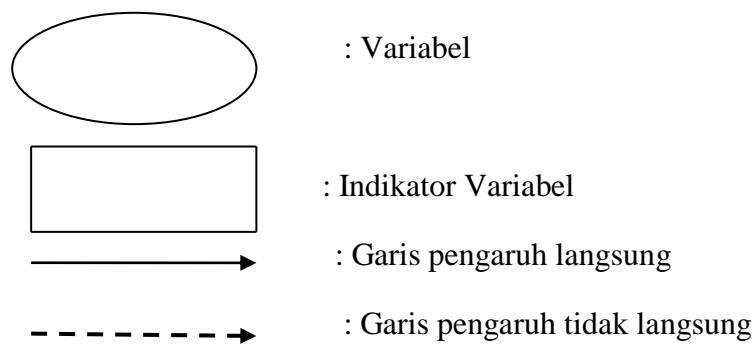 : Variabel
: Indikator Variabel
: Garis pengaruh langsung
: Garis pengaruh tidak langsung